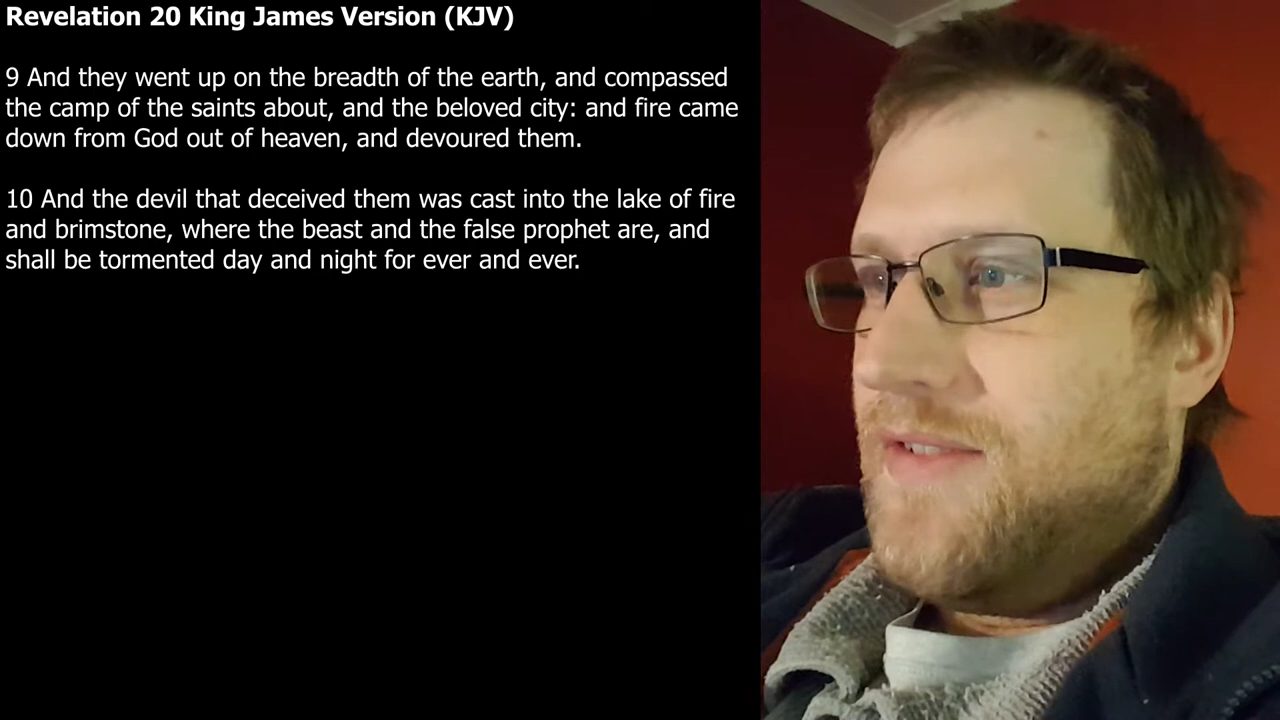 Revelation 20 King James Version (KJV)
9 And they went up on the breadth of the earth, and compassed
the camp of the saints about, and the beloved city: and fire came
down from God out of heaven, and devoured them.
10 And the devil that deceived them was cast into the lake of fire
and brimstone, where the beast and the false prophet are, and
shall be tormented day and night for ever and ever.